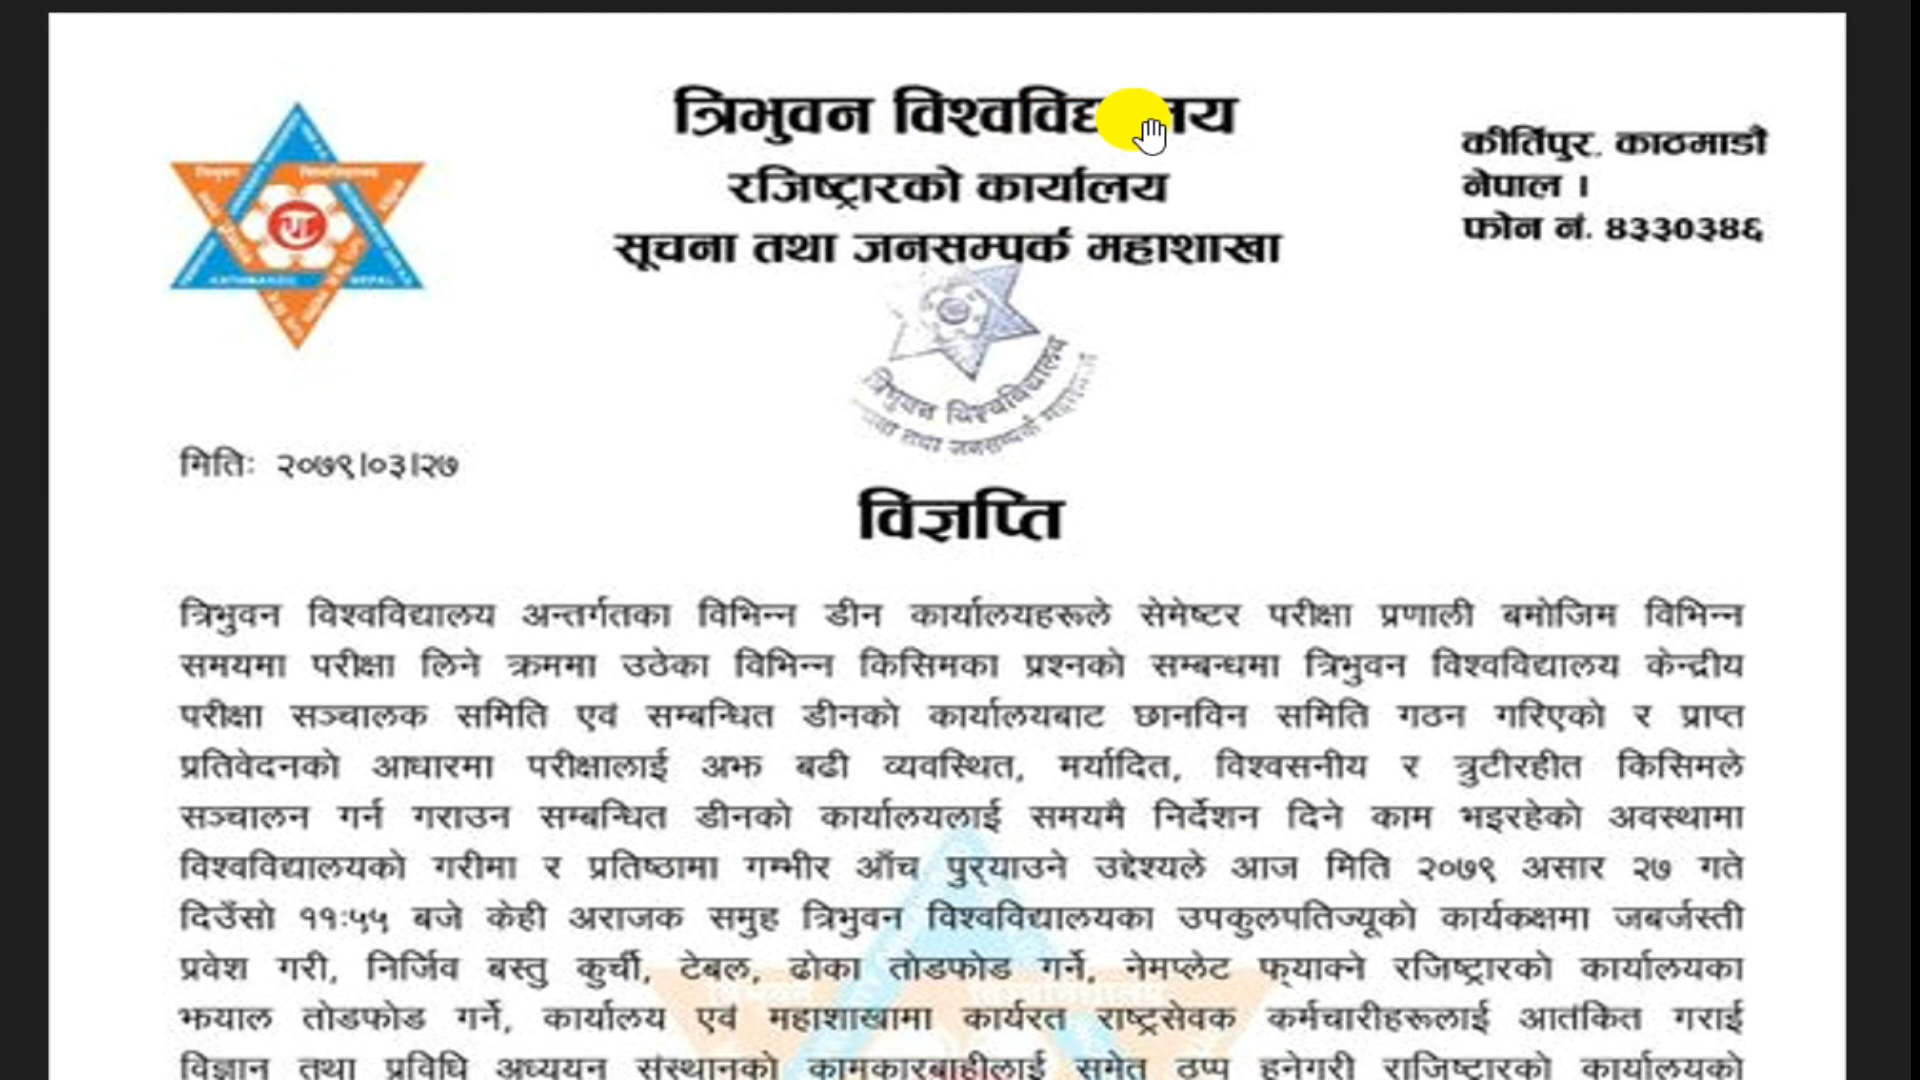 त्रिभुवन विश्वविद्यालय
रजिष्ट्रारको कार्यालय
सूचना तथा जनसम्पर्क महाशाखा
कीर्तिपुर, काठमाडौं
नेपाल ।
फोन नं. ४३३०३४६
त्रिभुवन विश्वविद्यालय
तथा जनसम्पर्क
मितिः २०७९।०३।२७
विज्ञप्ति
त्रिभुवन विश्वविद्यालय अन्तर्गतका विभिन्न डीन कार्यालयहरूले सेमेष्टर परीक्षा प्रणाली बमोजिम विभिन्न
समयमा परीक्षा लिने क्रममा उठेका विभिन्न किसिमका प्रश्नको सम्बन्धमा त्रिभुवन विश्वविद्यालय केन्द्रीय
परीक्षा सञ्चालक समिति एवं सम्बन्धित डीनको कार्यालयबाट छानविन समिति गठन गरिएको र प्राप्त
प्रतिवेदनको आधारमा परीक्षालाई अझ बढी व्यवस्थित, मर्यादित, विश्वसनीय र त्रुटीरहीत किसिमले
सञ्चालन गर्न गराउन सम्बन्धित डीनको कार्यालयलाई समयमै निर्देशन दिने काम भइरहेको अवस्थामा
विश्वविद्यालयको गरीमा र प्रतिष्ठामा गम्भीर आँच पुर्‍याउने उद्देश्यले आज मिति २०७९ असार २७ गते
दिउँसो ११:५५ बजे केही अराजक समुह त्रिभुवन विश्वविद्यालयका उपकुलपतिज्यूको कार्यकक्षमा जबर्जस्ती
प्रवेश गरी, निर्जिव बस्तु कुर्ची, टेबल, ढोका तोडफोड गर्ने, नेमप्लेट फ्याक्ने रजिष्ट्रारको कार्यालयका
झयाल तोडफोड गर्ने, कार्यालय एवं महाशाखामा कार्यरत राष्ट्रसेवक कर्मचारीहरूलाई आतंकित गराई
विज्ञान तथा प्रविधि अध्ययन संस्थानको कामकारबाहीलाई समेत ठप्प हुनेगरी राजिष्ट्रारको कार्यालयको